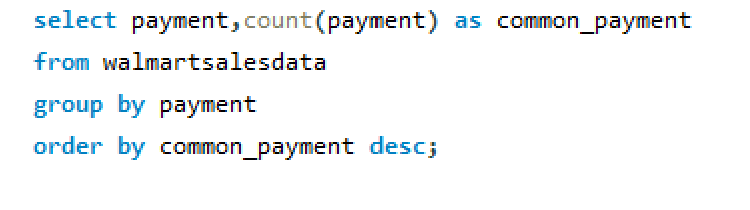 select payment,count(payment) as common_payment
from walmartsalesdata
group by payment
order by common_payment desc;